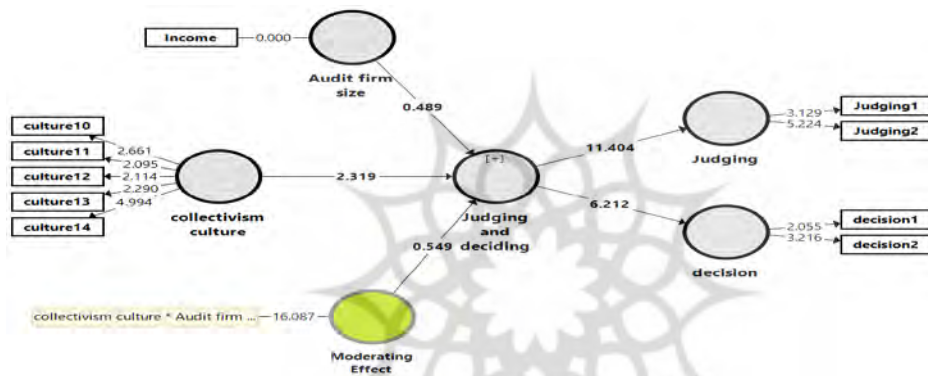 Income
0.000
Audit firm
size
0.489
culture10
culture11
culture12
culture13
culture14
2.661
2.095
2.114
2.290
4.994
collectivism
culture
2.319
[+]
Judging
and
deciding
11.404
6.212
Judging
3.129
5.224
Judging1
Judging2
decision
2.055
3.216
decision1
decision2
0.549
collectivism culture * Audit firm ...
16.087
Moderating
Effect